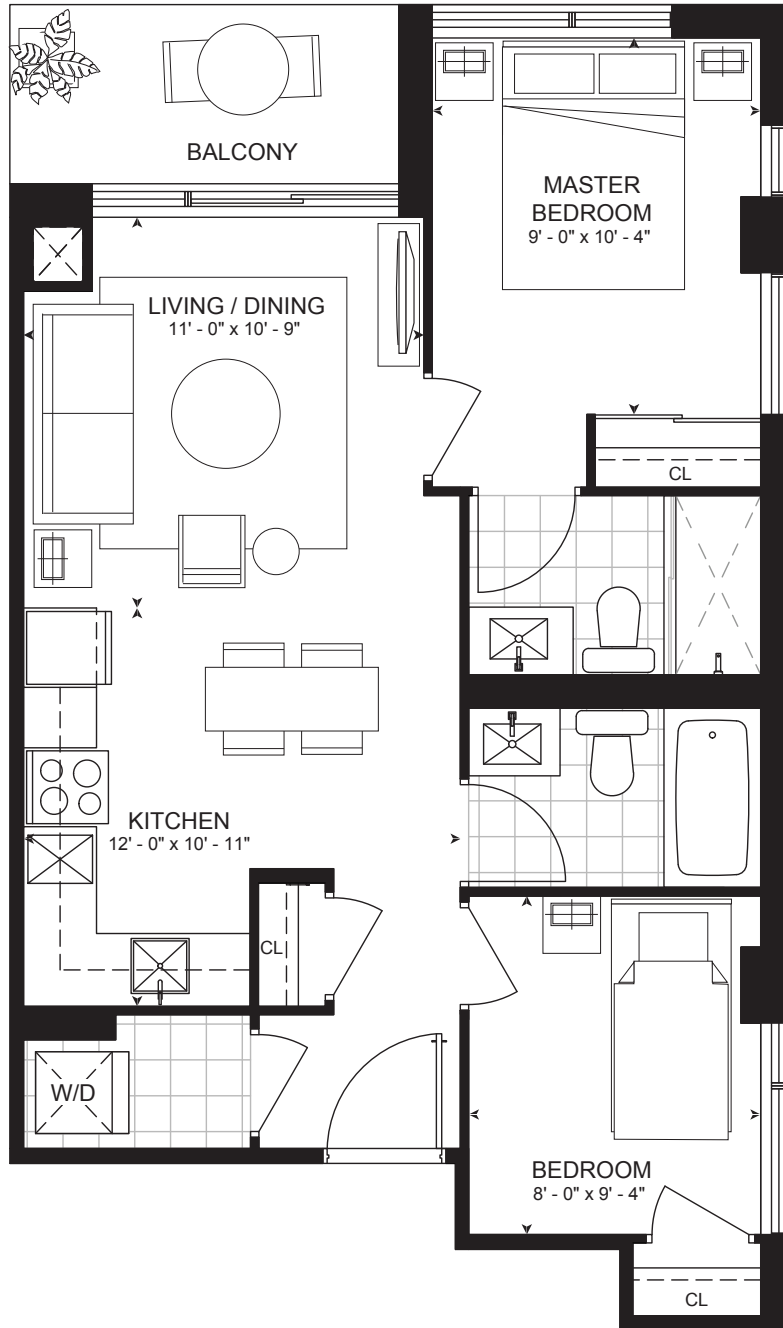 BALCONY
MASTER
BEDROOM
9' - 0" x 10' - 4"
LIVING / DINING
11' - 0" x 10' - 9"
CL
KITCHEN
12' - 0" x 10' - 11"
CL
W/D
BEDROOM
8' - 0" x 9' - 4"
CL